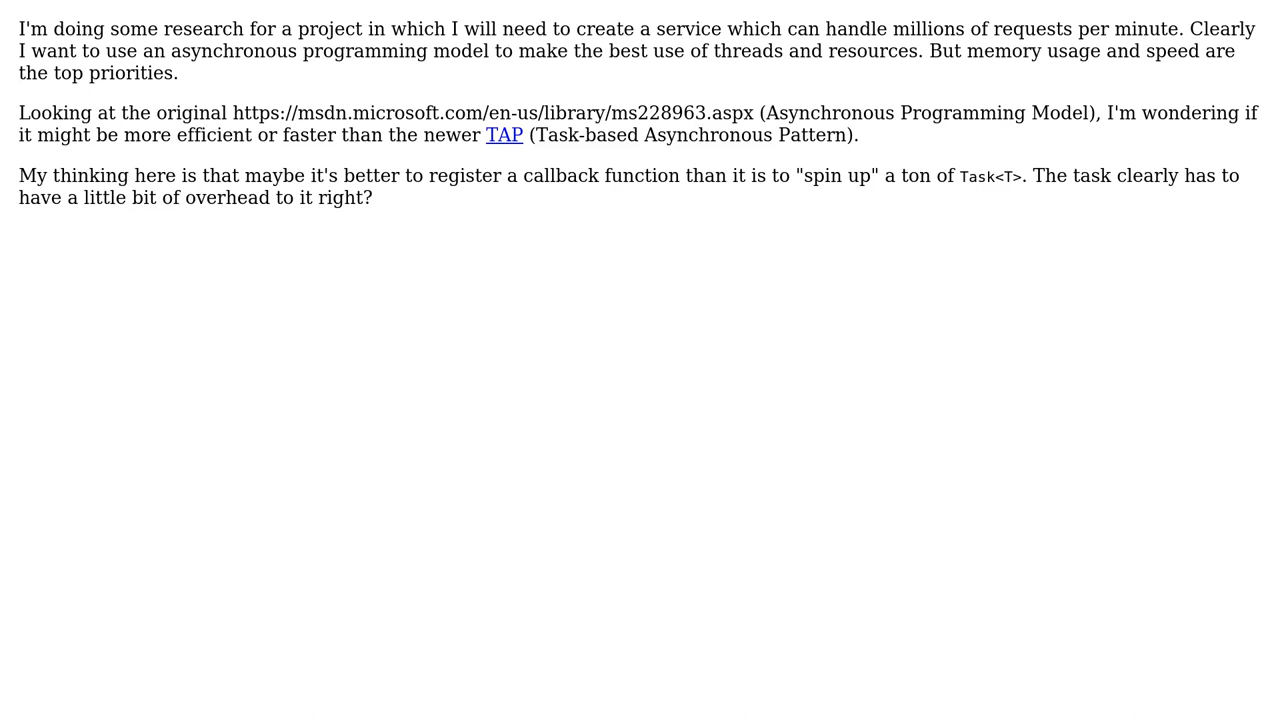 I'm doing some research for a project in which I will need to create a service which can handle millions of requests per minute. Clearly
I want to use an asynchronous programming model to make the best use of threads and resources. But memory usage and speed are
the top priorities.
Looking at the original https://msdn.microsoft.com/en-us/library/ms228963.aspx (Asynchronous Programming Model), I'm wondering if
it might be more efficient or faster than the newer TAP (Task-based Asynchronous Pattern).
My thinking here is that maybe it's better to register a callback function than it is to "spin up" a ton of Task<T>. The task clearly has to
have a little bit of overhead to it right?